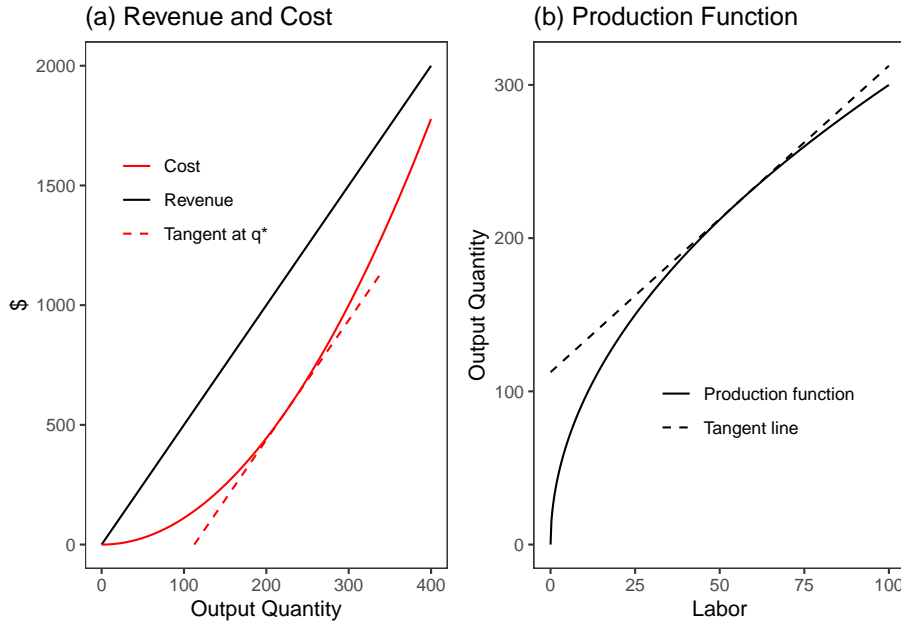 (a) Revenue and Cost
2000
1500
1000
500
0
$
Cost
Revenue
Tangent at q*
0 100 200 300 400
Output Quantity
(b) Production Function
300
200
100
0
Output Quantity
Production function
Tangent line
0 25 50 75 100
Labor